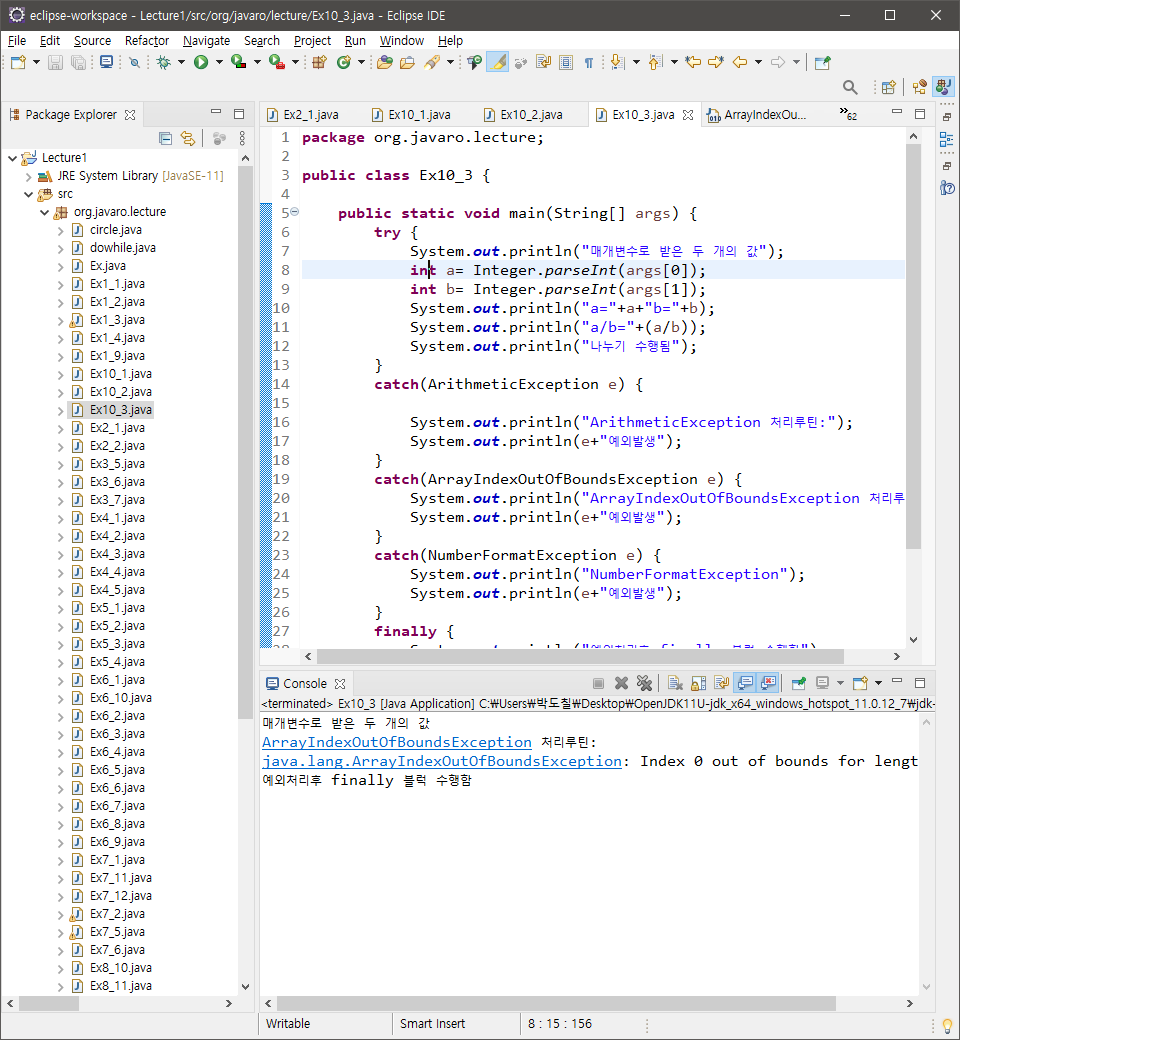 eclipse-workspace - Lecture1/src/org/javaro/lecture/Ex10_3.java - Eclipse IDE
File Edit Source Refactor Navigate Search Project Run Window Help
Package Explorer
Lecture1
JRE System Library [JavaSE-11]
src
org.javaro.lecture
circle.java
dowhile.java
Ex.java
Ex1_1.java
Ex1_2.java
Ex1_3.java
Ex1_4.java
Ex1_9.java
Ex10_1.java
Ex10_2.java
Ex10_3.java
Ex2_1.java
Ex2_2.java
Ex3_5.java
Ex3_6.java
Ex3_7.java
Ex4_1.java
Ex4_2.java
Ex4_3.java
Ex4_4.java
Ex4_5.java
Ex5_1.java
Ex5_2.java
Ex5_3.java
Ex5_4.java
Ex6_1.java
Ex6_10.java
Ex6_2.java
Ex6_3.java
Ex6_4.java
Ex6_5.java
Ex6_6.java
Ex6_7.java
Ex6_8.java
Ex6_9.java
Ex7_1.java
Ex7_11.java
Ex7_12.java
Ex7_2.java
Ex7_5.java
Ex7_6.java
Ex8_10.java
Ex8_11.java
Ex2_1.java Ex10_1.java Ex10_2.java Ex10_3.java ArrayIndexOu... »62
1 package org.javaro.lecture;
2
3 public class Ex10_3 {
4
5 public static void main(String[] args) {
6 try {
7 System.out.println("매개변수로 받은 두 개의 값");
8 int a= Integer.parseInt(args[0]);
9 int b= Integer.parseInt(args[1]);
10 System.out.println("a="+a+"b="+b);
11 System.out.println("a/b="+(a/b));
12 System.out.println("나누기 수행됨");
13 }
14 catch(ArithmeticException e) {
15
16 System.out.println("ArithmeticException 처리루틴:");
17 System.out.println(e+"예외발생");
18 }
19 catch(ArrayIndexOutOfBoundsException e) {
20 System.out.println("ArrayIndexOutOfBoundsException 처리루
21 System.out.println(e+"예외발생");
22 }
23 catch(NumberFormatException e) {
24 System.out.println("NumberFormatException");
25 System.out.println(e+"예외발생");
26 }
27 finally {
Console
<terminated> Ex10_3 [Java Application] C:₩Users₩박도칠₩Desktop₩OpenJDK11U-jdk_x64_windows_hotspot_11.0.12_7₩jdk-
매개변수로 받은 두 개의 값
ArrayIndexOutOfBoundsException 처리루틴:
java.lang.ArrayIndexOutOfBoundsException: Index 0 out of bounds for lengt
예외처리후 finally 블럭 수행함
Writable Smart Insert 8 : 15 : 156